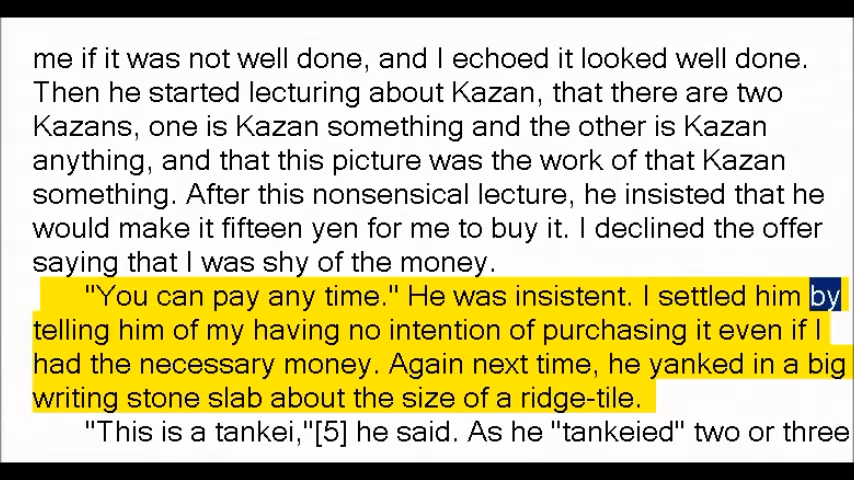 me if it was not well done, and I echoed it looked well done.
Then he started lecturing about Kazan, that there are two
Kazans, one is Kazan something and the other is Kazan
anything, and that this picture was the work of that Kazan
something. After this nonsensical lecture, he insisted that he
would make it fifteen yen for me to buy it. I declined the offer
saying that I was shy of the money.
"You can pay any time." He was insistent. I settled him by
telling him of my having no intention of purchasing it even if I
had the necessary money. Again next time, he yanked in a big
writing stone slab about the size of a ridge-tile.
"This is a tankei,"[5] he said. As he "tankeied" two or three